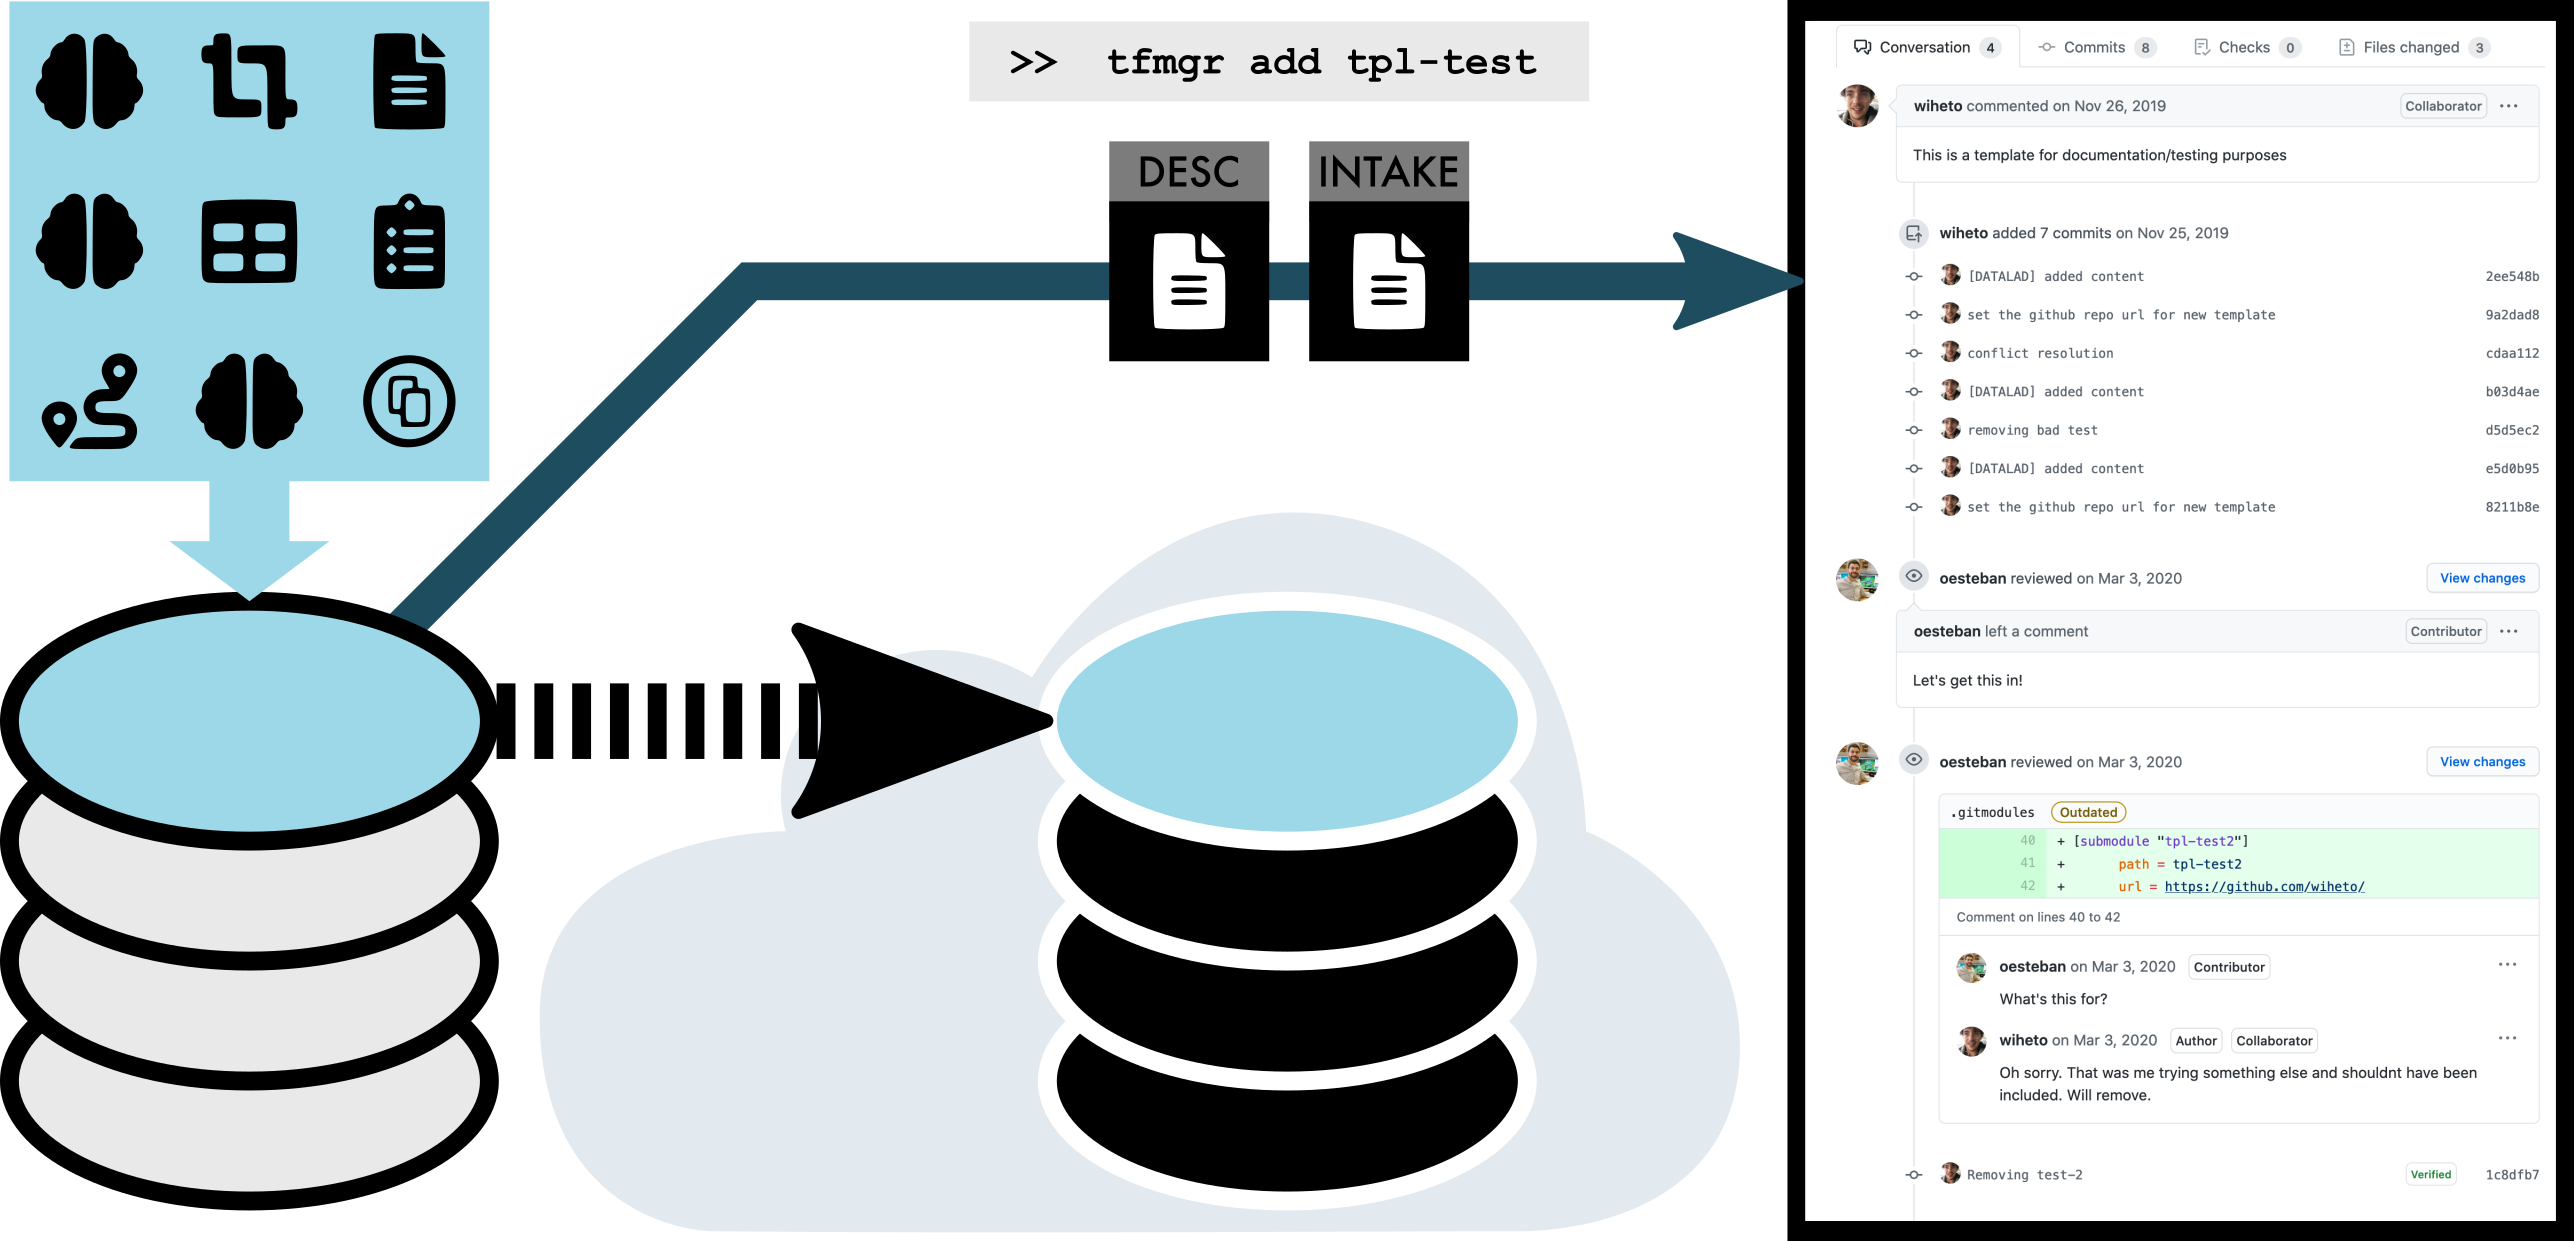 >> tfmgr add tpl-test
DESC
INTAKE
Conversation 4 Commits 8 Checks 0 Files changed 3
wiheto commented on Nov 26, 2019 Collaborator ...
This is a template for documentation/testing purposes
wiheto added 7 commits on Nov 25, 2019
[DATALAD] added content 2ee548b
set the github repo url for new template 9a2dad8
conflict resolution cdaa112
[DATALAD] added content b03d4ae
removing bad test d5d5ec2
[DATALAD] added content e5d0b95
set the github repo url for new template 8211b8e
oesteban reviewed on Mar 3, 2020 View changes
oesteban left a comment Contributor ...
Let's get this in!
oesteban reviewed on Mar 3, 2020 View changes
.gitmodules Outdated
40 + [submodule "tpl-test2"]
41 + path = tpl-test2
42 + url = https://github.com/wiheto/
Comment on lines 40 to 42
oesteban on Mar 3, 2020 Contributor ...
What's this for?
wiheto on Mar 3, 2020 Author Collaborator ...
Oh sorry. That was me trying something else and shouldnt have been
included. Will remove.
Removing test-2 Verified 1c8dfb7